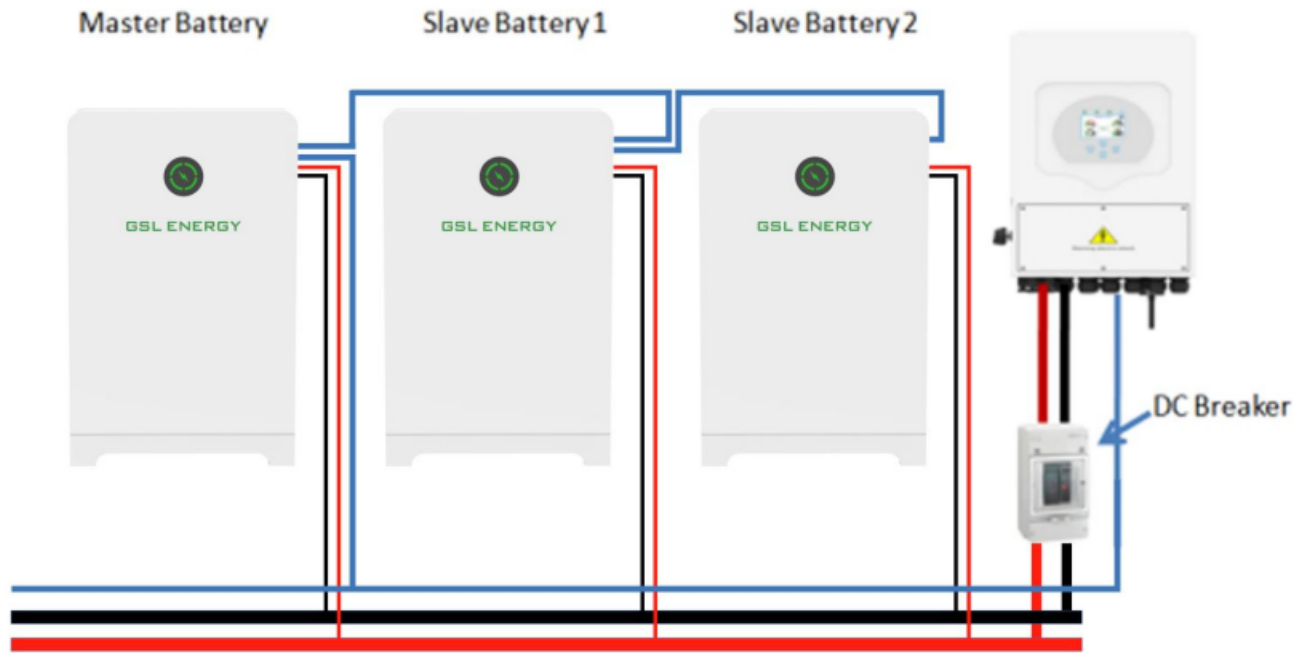 Master Battery
Slave Battery 1
Slave Battery 2
GSL ENERGY
GSL ENERGY
GSL ENERGY
DC Breaker